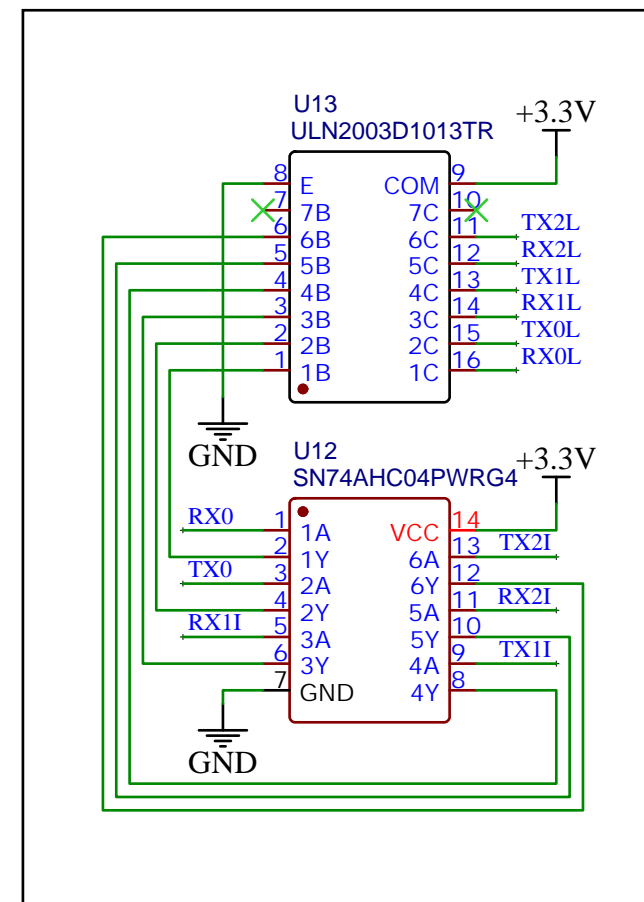 U13
ULN2003D1013TR
+3.3V
8 E COM 9
7 7B 7C 10
6 6B 6C 11 TX2L
5 5B 5C 12 RX2L
4 4B 4C 13 TX1L
3 3B 3C 14 RX1L
2 2B 2C 15 TX0L
1 1B 1C 16 RX0L
GND
U12
SN74AHC04PWRG4
+3.3V
RX0 1 1A VCC 14
2 1Y 6A 13 TX2I
TX0 3 2A 6Y 12
4 2Y 5A 11 RX2I
RX1I 5 3A 5Y 10
6 3Y 4A 9 TX1I
7 GND 4Y 8
GND